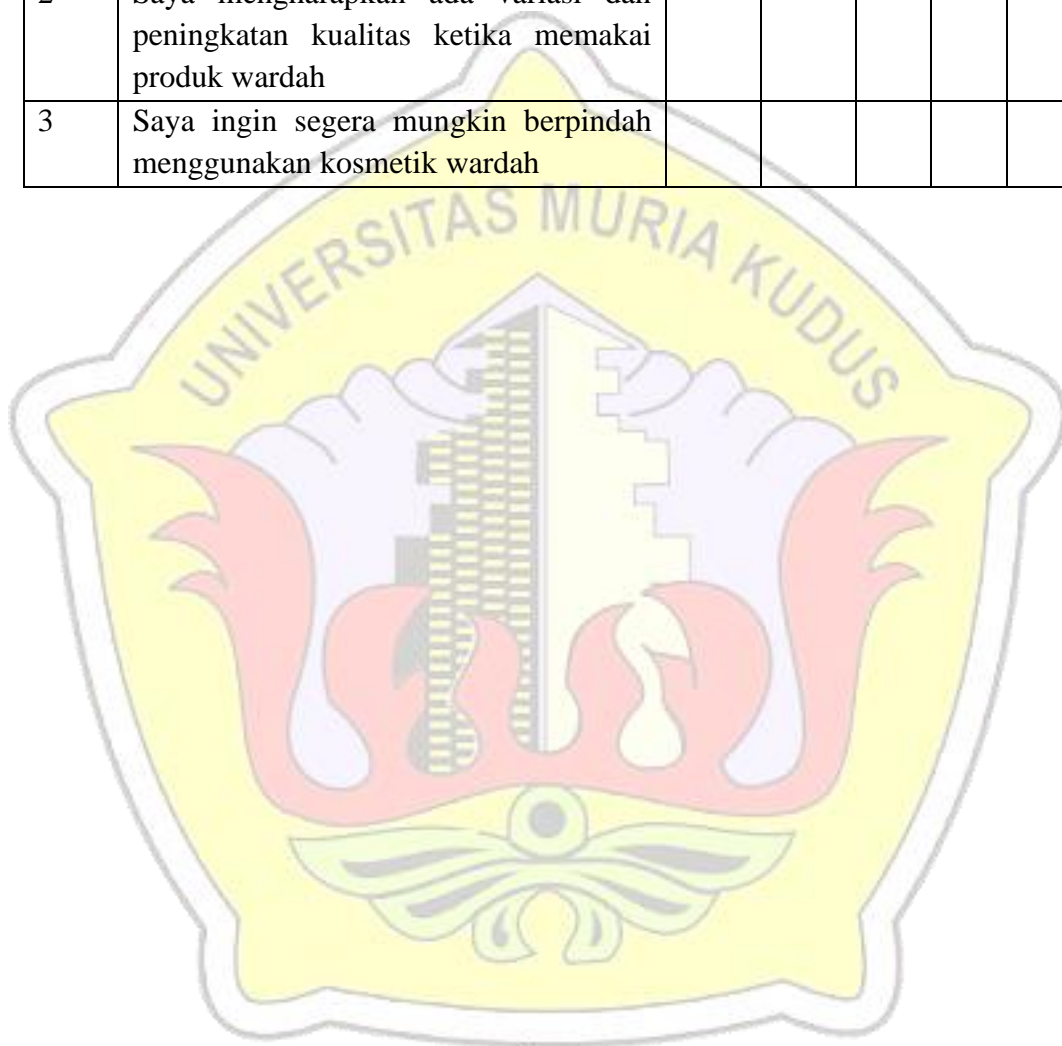 2 Saya mengharapkan ada variasi dan
peningkatan kualitas ketika memakai
produk wardah
3 Saya ingin segera mungkin berpindah
menggunakan kosmetik wardah
UNIVERSITAS MURIA KUDUS